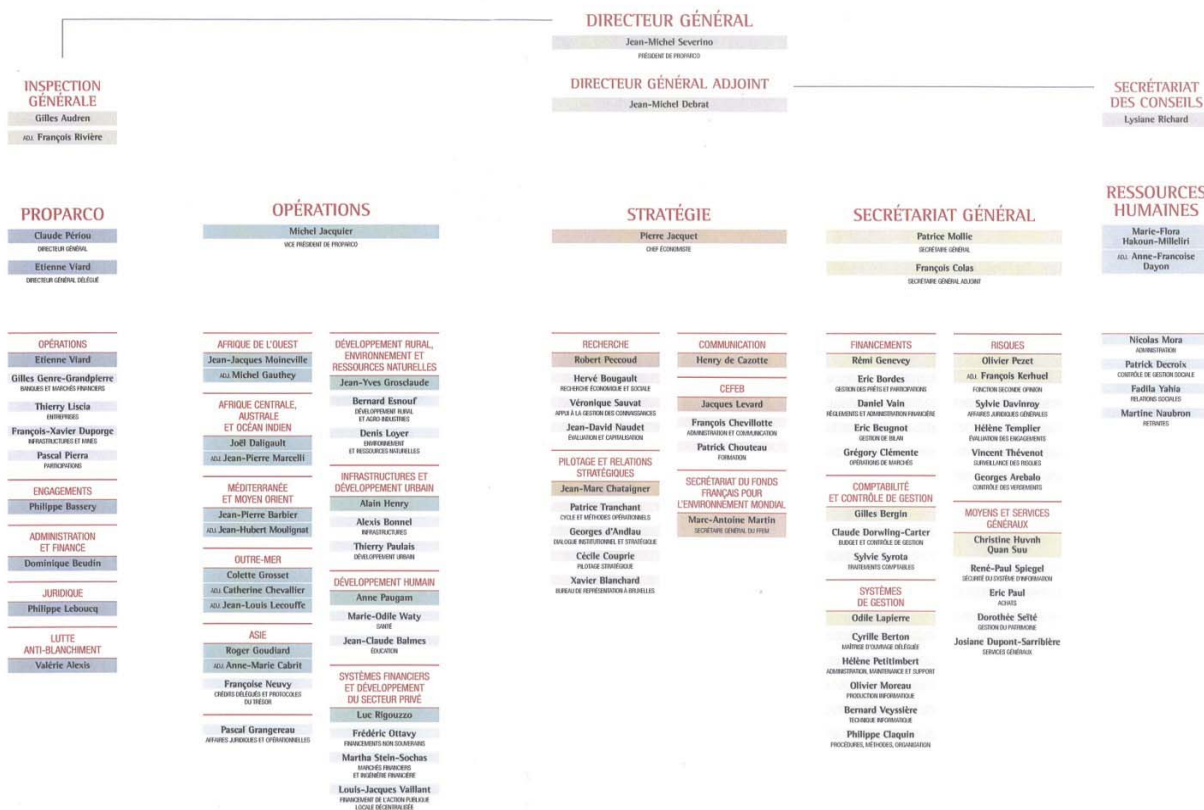 DIRECTEUR GÉNÉRAL
Jean-Michel Severino
PRÉSIDENT DE PROPARCO
DIRECTEUR GÉNÉRAL ADJOINT
Jean-Michel Debrat
INSPECTION
GÉNÉRALE
Gilles Audren
ADJ. François Rivière
SECRÉTARIAT
DES CONSEILS
Lysiane Richard
PROPARCO
Claude Périou
DIRECTEUR GÉNÉRAL
Etienne Viard
DIRECTEUR GÉNÉRAL DÉLÉGUÉ
OPÉRATIONS
Etienne Viard
Gilles Genre-Grandpierre
BANQUES ET MARCHÉS FINANCIERS
Thierry Liscia
ENTREPRISES
François-Xavier Duporge
INFRASTRUCTURES ET MINES
Pascal Pierra
PARTICIPATIONS
ENGAGEMENTS
Philippe Bassery
ADMINISTRATION
ET FINANCE
Dominique Beudin
JURIDIQUE
Philippe Leboucq
LUTTE
ANTI-BLANCHIMENT
Valérie Alexis
OPÉRATIONS
Michel Jacquier
VICE PRÉSIDENT DE PROPARCO
AFRIQUE DE L'OUEST
Jean-Jacques Moineville
ADJ. Michel Gauthey
AFRIQUE CENTRALE,
AUSTRALE
ET OCÉAN INDIEN
Joël Daligault
ADJ. Jean-Pierre Marcelli
MÉDITERRANÉE
ET MOYEN ORIENT
Jean-Pierre Barbier
ADJ. Jean-Hubert Moulignat
OUTRE-MER
Colette Grosset
ADJ. Catherine Chevallier
ADJ. Jean-Louis Lecouffe
ASIE
Roger Goudiard
ADJ. Anne-Marie Cabrit
Françoise Neuvy
CRÉDITS DÉLÉGUÉS ET PROTOCOLES
DU TRÉSOR
Pascal Grangereau
AFFAIRES JURIDIQUES ET OPÉRATIONNELLES
DÉVELOPPEMENT RURAL,
ENVIRONNEMENT ET
RESSOURCES NATURELLES
Jean-Yves Grosclaude
Bernard Esnouf
DÉVELOPPEMENT RURAL
ET AGRO-INDUSTRIES
Denis Loyer
ENVIRONNEMENT
ET RESSOURCES NATURELLES
INFRASTRUCTURES ET
DÉVELOPPEMENT URBAIN
Alain Henry
Alexis Bonnel
INFRASTRUCTURES
Thierry Paulais
DÉVELOPPEMENT URBAIN
DÉVELOPPEMENT HUMAIN
Anne Paugam
Marie-Odile Waty
SANTÉ
Jean-Claude Balmes
ÉDUCATION
SYSTÈMES FINANCIERS
ET DÉVELOPPEMENT
DU SECTEUR PRIVÉ
Luc Rigouzzo
Frédéric Ottavy
FINANCEMENTS NON SOUVERAINS
Martha Stein-Sochas
MARCHÉS FINANCIERS
ET INGÉNIERIE FINANCIÈRE
Louis-Jacques Vaillant
FINANCEMENT DE L'ACTION PUBLIQUE
LOCALE DÉCENTRALISÉE
STRATÉGIE
Pierre Jacquet
CHEF ÉCONOMISTE
RECHERCHE
Robert Peccoud
Hervé Bougault
RECHERCHE ÉCONOMIQUE ET SOCIALE
Véronique Sauvat
APPUI À LA GESTION DES CONNAISSANCES
Jean-David Naudet
ÉVALUATION ET CAPITALISATION
PILOTAGE ET RELATIONS
STRATÉGIQUES
Jean-Marc Chataigner
Patrice Tranchant
CYCLE ET MÉTHODES OPÉRATIONNELS
Georges d'Andlau
DIALOGUE INSTITUTIONNEL ET STRATÉGIQUE
Cécile Couprie
PILOTAGE STRATÉGIQUE
Xavier Blanchard
BUREAU DE REPRÉSENTATION À BRUXELLES
COMMUNICATION
Henry de Cazotte
CEFEB
Jacques Levard
François Chevillotte
ADMINISTRATION ET COMMUNICATION
Patrick Chouteau
FORMATION
SECRÉTARIAT DU FONDS
FRANÇAIS POUR
L'ENVIRONNEMENT MONDIAL
Marc-Antoine Martin
SECRÉTAIRE GÉNÉRAL DU FFEM
SECRÉTARIAT GÉNÉRAL
Patrice Mollie
SECRÉTAIRE GÉNÉRAL
François Colas
SECRÉTAIRE GÉNÉRAL ADJOINT
FINANCEMENTS
Rémi Genevey
Eric Bordes
GESTION DES PRÊTS ET PARTICIPATIONS
Daniel Vain
RÈGLEMENTS ET ADMINISTRATION FINANCIÈRE
Eric Beugnot
GESTION DE BILAN
Grégory Clémente
OPÉRATIONS DE MARCHÉS
COMPTABILITÉ
ET CONTRÔLE DE GESTION
Gilles Bergin
Claude Dorwling-Carter
BUDGET ET CONTRÔLE DE GESTION
Sylvie Syrota
TRAITEMENTS COMPTABLES
SYSTÈMES
DE GESTION
Odile Lapierre
Cyrille Berton
MAÎTRISE D'OUVRAGE DÉLÉGUÉE
Hélène Petitimbert
ADMINISTRATION, MAINTENANCE ET SUPPORT
Olivier Moreau
PRODUCTION INFORMATIQUE
Bernard Veyssière
TECHNIQUE INFORMATIQUE
Philippe Claquin
PROCÉDURES, MÉTHODES, ORGANISATION
RISQUES
Olivier Pezet
ADJ. François Kerhuel
FONCTION SECONDE OPINION
Sylvie Davinroy
AFFAIRES JURIDIQUES GÉNÉRALES
Hélène Templier
ÉVALUATION DES ENGAGEMENTS
Vincent Thévenot
SURVEILLANCE DES RISQUES
Georges Arebalo
CONTRÔLE DES VERSEMENTS
MOYENS ET SERVICES
GÉNÉRAUX
Christine Huvnh
Quan Suu
René-Paul Spiegel
SÉCURITÉ DU SYSTÈME D'INFORMATION
Eric Paul
ACHATS
Dorothée Seïté
GESTION DU PATRIMOINE
Josiane Dupont-Sarribière
SERVICES GÉNÉRAUX
RESSOURCES
HUMAINES
Marie-Flora
Hakoun-Milleliri
ADJ. Anne-Francoise
Dayon
Nicolas Mora
ADMINISTRATION
Patrick Decroix
CONTRÔLE DE GESTION SOCIALE
Fadila Yahia
RELATIONS SOCIALES
Martine Naubron
RETRAITES